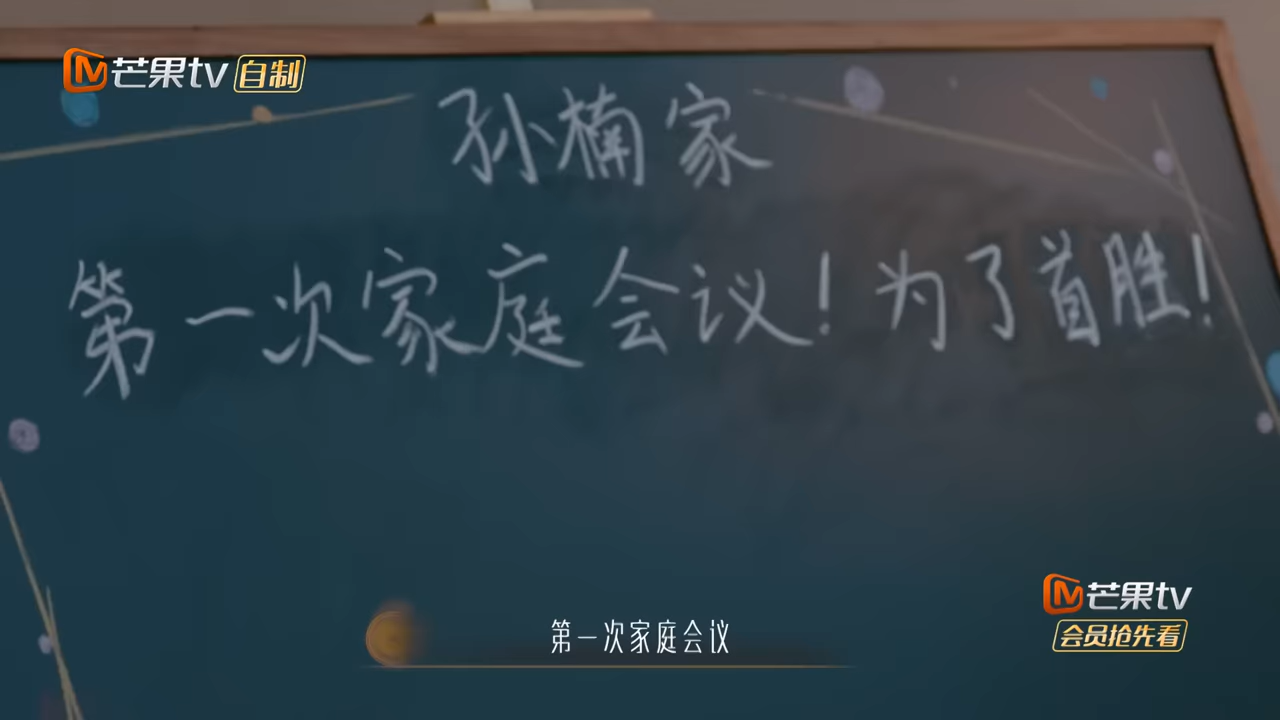 芒果tv 自制
孙楠家
第一次家庭会议！为了首胜！
第一次家庭会议
芒果tv
会员抢先看